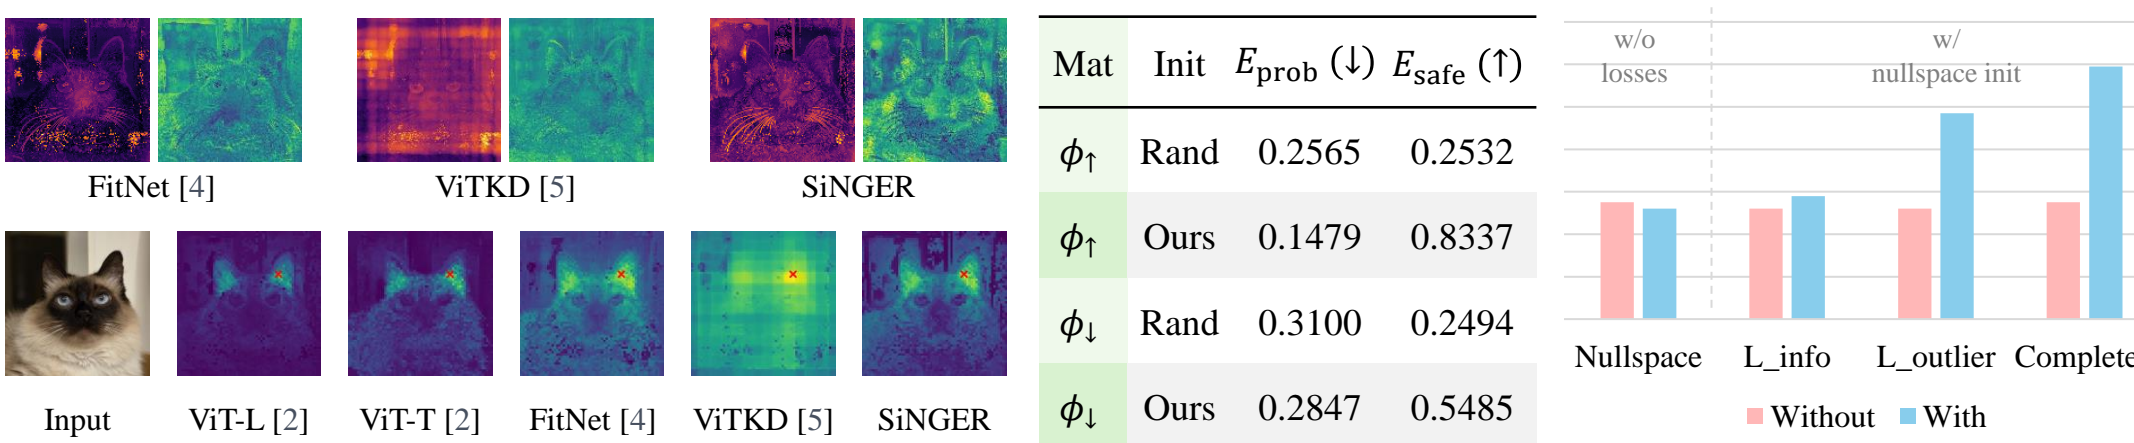 FitNet [4] ViTKD [5] SiNGER
Input ViT-L [2] ViT-T [2] FitNet [4] ViTKD [5] SiNGER
Mat Init E_prob (↓) E_safe (↑)
ϕ↑ Rand 0.2565 0.2532
ϕ↑ Ours 0.1479 0.8337
ϕ↓ Rand 0.3100 0.2494
ϕ↓ Ours 0.2847 0.5485
w/o
losses
w/
nullspace init
Nullspace L_info L_outlier Complete
Without With